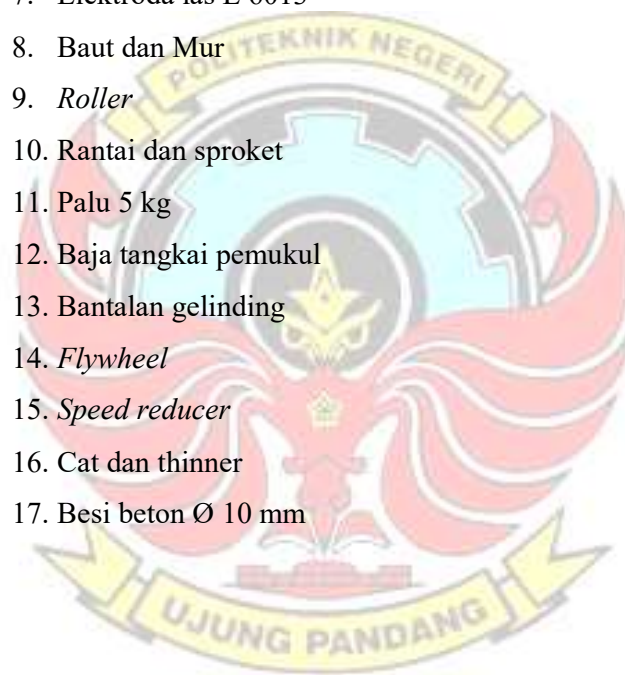 8. Baut dan Mur
POLITEKNIK NEGERI
9. Roller
10. Rantai dan sproket
11. Palu 5 kg
12. Baja tangkai pemukul
13. Bantalan gelinding
14. Flywheel
15. Speed reducer
16. Cat dan thinner
17. Besi beton Ø 10 mm
UJUNG PANDANG